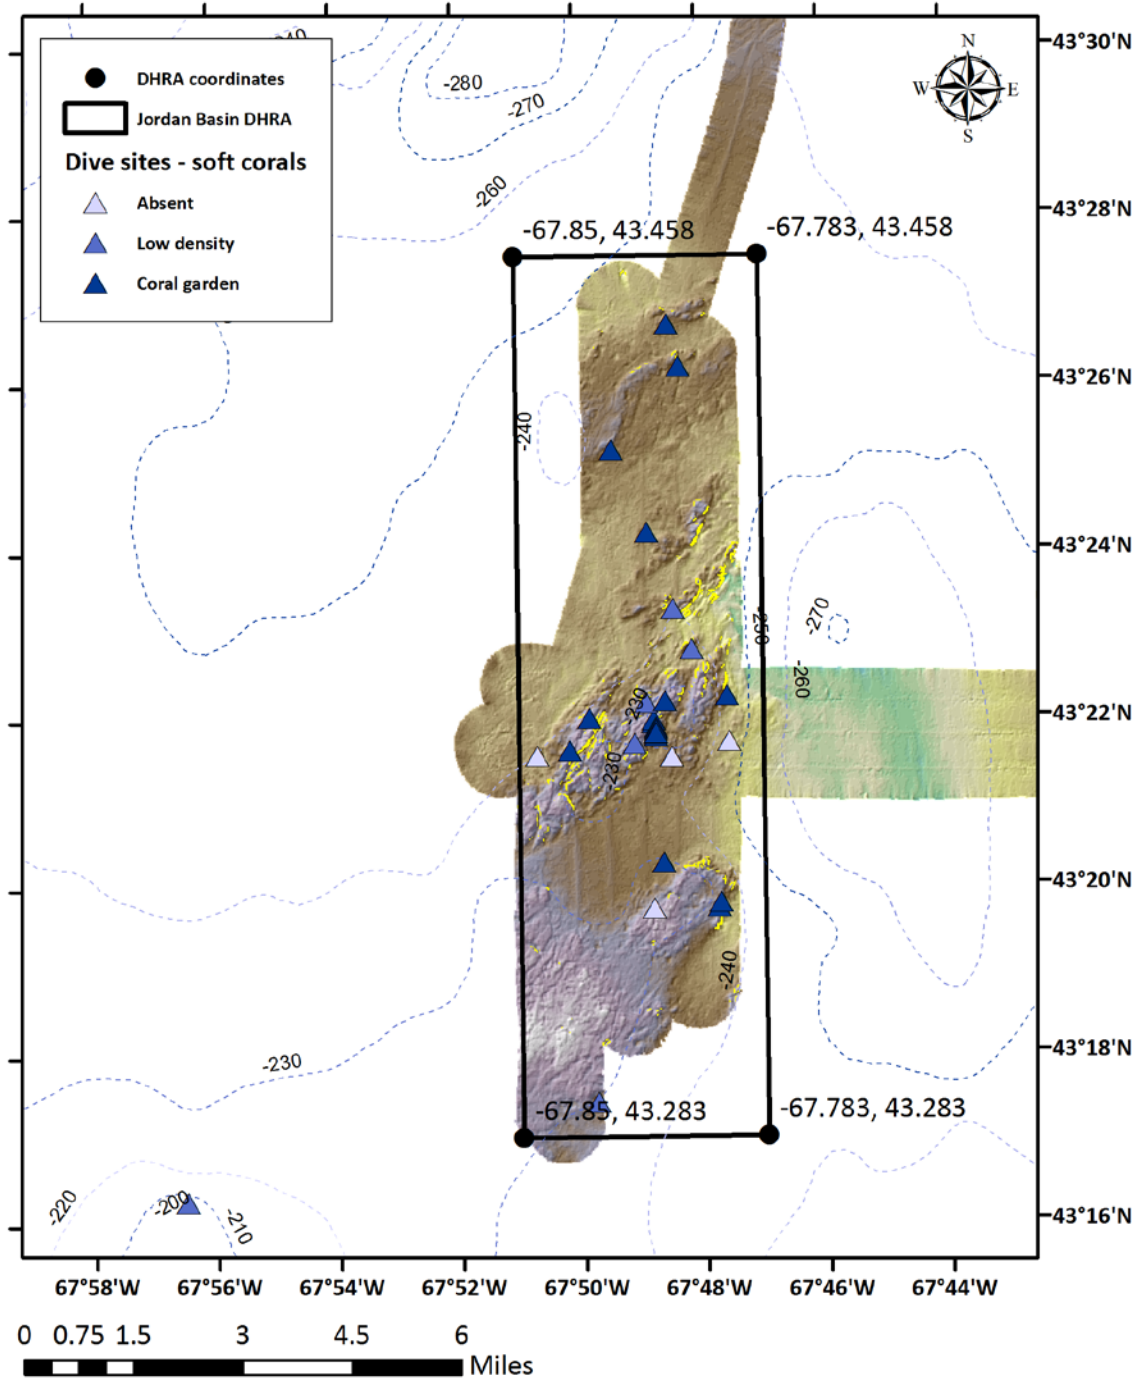 DHRA coordinates
Jordan Basin DHRA
Dive sites - soft corals
Absent
Low density
Coral garden
-280
-270
-260
N
W
E
S
43°30'N
43°28'N
43°26'N
43°24'N
43°22'N
43°20'N
43°18'N
43°16'N
-67.85, 43.458
-67.783, 43.458
-240
-250
-270
-260
-230
-230
-240
-230
-67.85, 43.283
-67.783, 43.283
-220
-200
-210
67°58'W
67°56'W
67°54'W
67°52'W
67°50'W
67°48'W
67°46'W
67°44'W
0 0.75 1.5 3 4.5 6
Miles